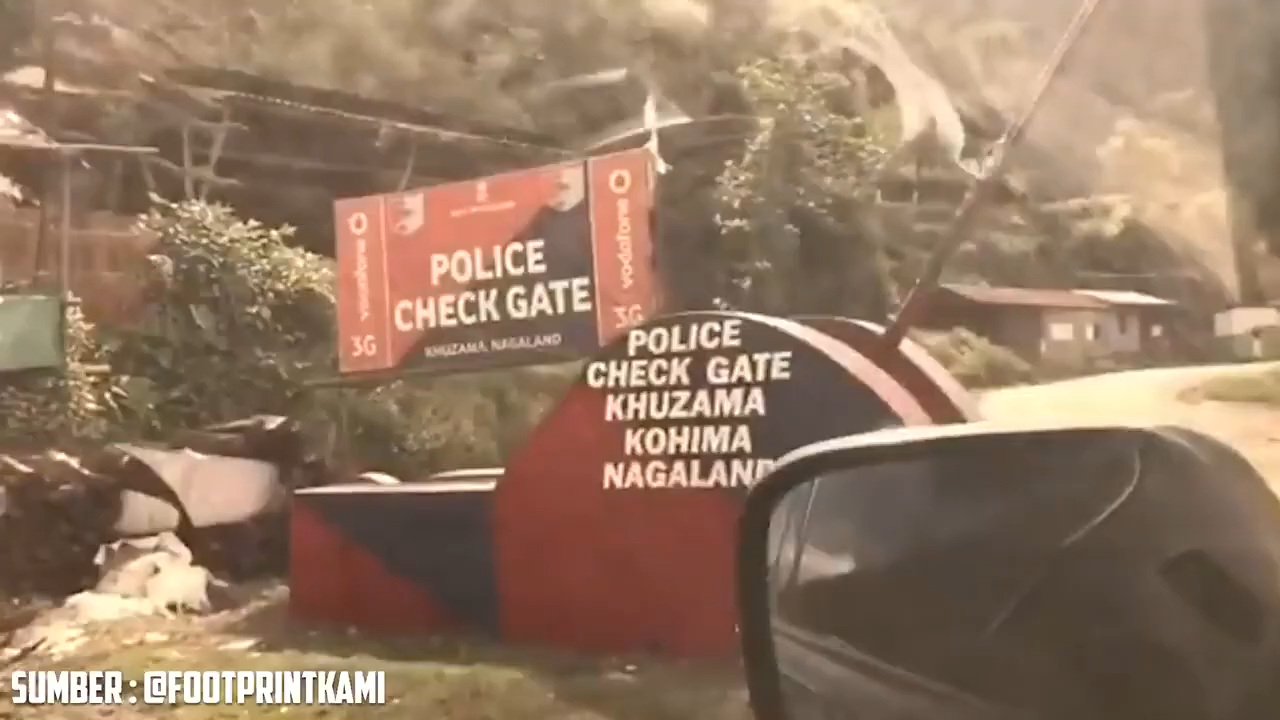 vodafone
3G
POLICE
CHECK GATE
KHUZAMA, NAGALAND
vodafone
3G
POLICE
CHECK GATE
KHUZAMA
KOHIMA
NAGALAND
SUMBER : @FOOTPRINTKAMI